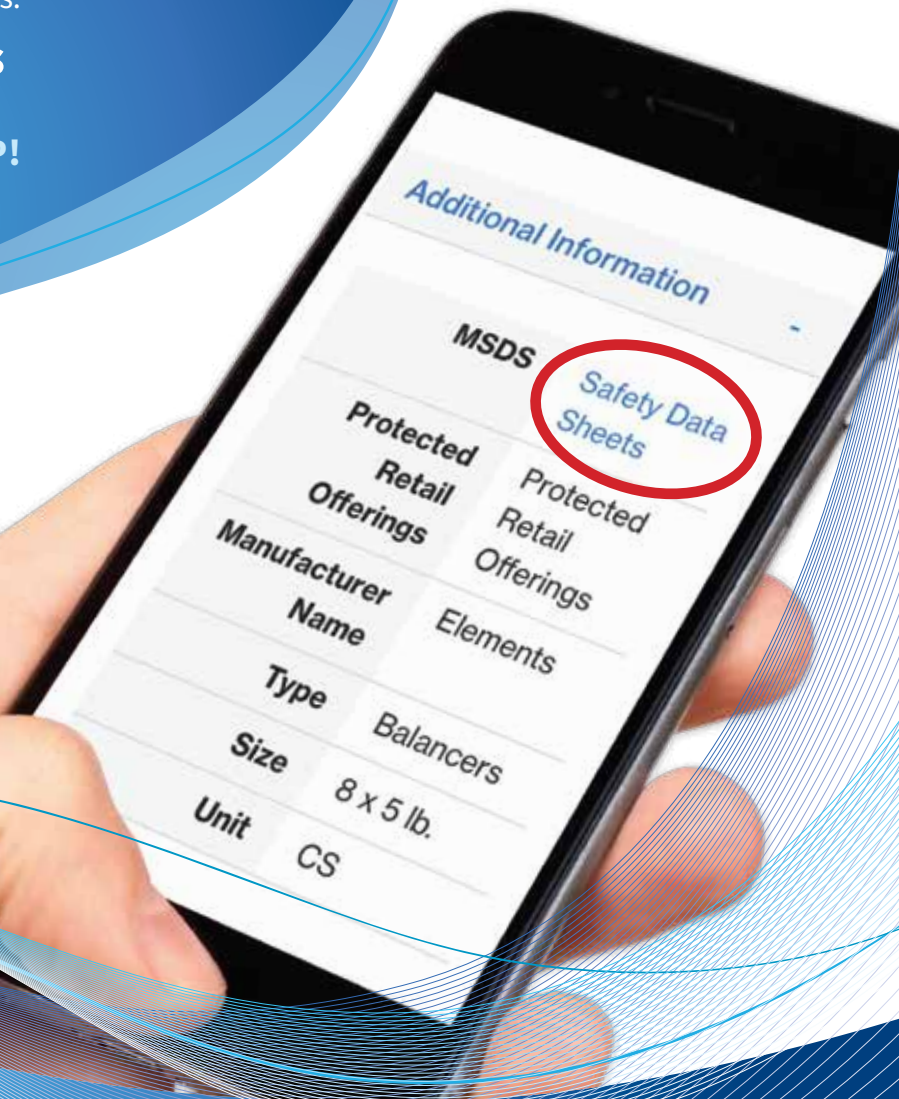 s.
S
P!
Additional Information -
MSDS Safety Data
Sheets
Protected Protected
Retail Retail
Offerings Offerings
Manufacturer Elements
Name
Type Balancers
Size 8 x 5 lb.
Unit CS